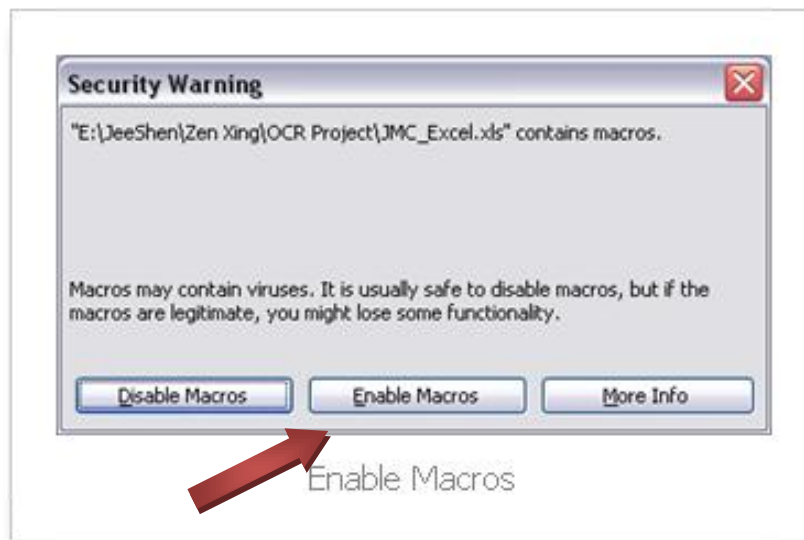 Security Warning
"E:\JeeShen\Zen Xing\OCR Project\JMC_Excel.xls" contains macros.
Macros may contain viruses. It is usually safe to disable macros, but if the
macros are legitimate, you might lose some functionality.
Disable Macros Enable Macros More Info
Enable Macros